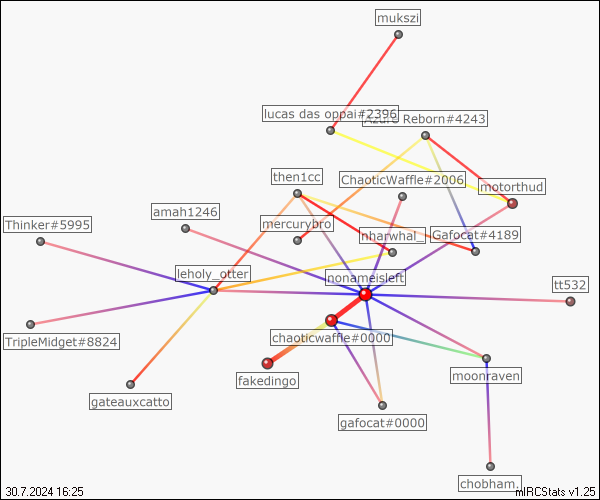 mukszi
lucas das oppai#2396
Azure Reborn#4243
then1cc
ChaoticWaffle#2006
motorthud
amah1246
Thinker#5995
mercurybro
nharwhal_
Gafocat#4189
leholy_otter
nonameisleft
tt532
chaoticwaffle#0000
TripleMidget#8824
fakedingo
moonraven
gateauxcatto
gafocat#0000
chobham.
30.7.2024 16:25
mIRCStats v1.25